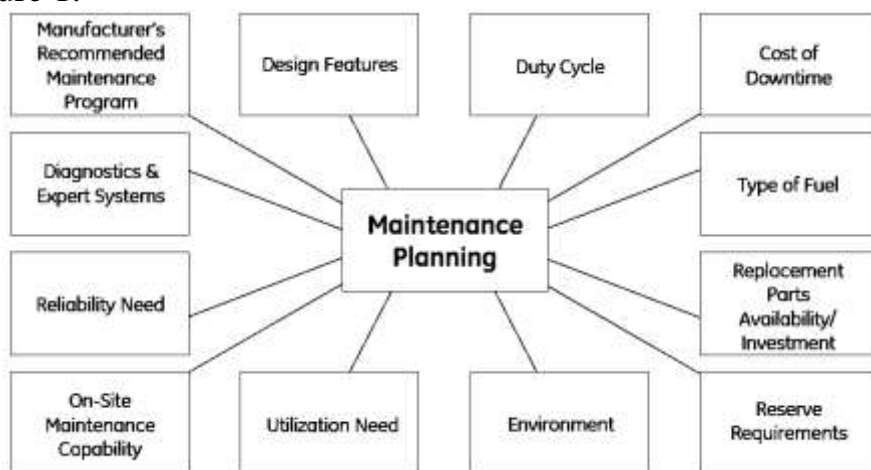 Manufacturer's
Recommended
Maintenance
Program
Design Features
Duty Cycle
Cost of
Downtime
Diagnostics &
Expert Systems
Type of Fuel
Maintenance
Planning
Reliability Need
Replacement
Parts
Availability/
Investment
On-Site
Maintenance
Capability
Utilization Need
Environment
Reserve
Requirements